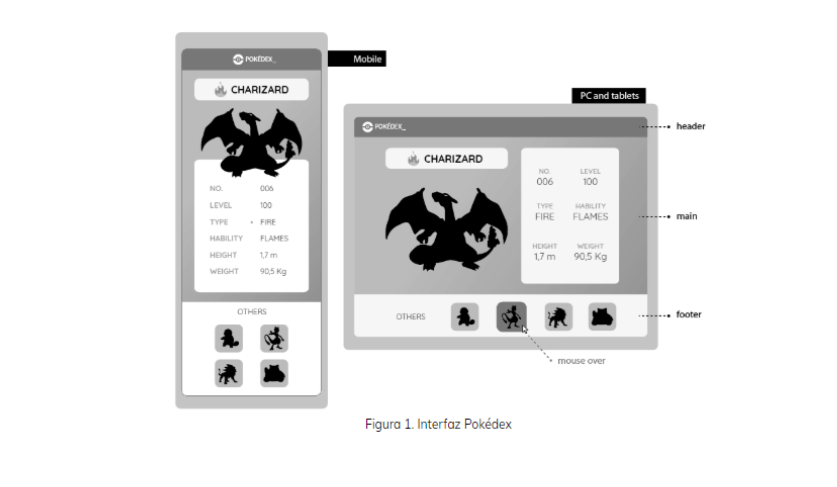 POKÉDEX_
Mobile
CHARIZARD
NO. 006
LEVEL 100
TYPE - FIRE
HABILITY FLAMES
HEIGHT 1,7 m
WEIGHT 90,5 Kg
OTHERS
PC and tablets
POKÉDEX_
header
CHARIZARD
NO. LEVEL
006 100
TYPE HABILITY
FIRE FLAMES
main
HEIGHT WEIGHT
1,7 m 90,5 Kg
OTHERS
footer
mouse over
Figura 1. Interfaz Pokédex